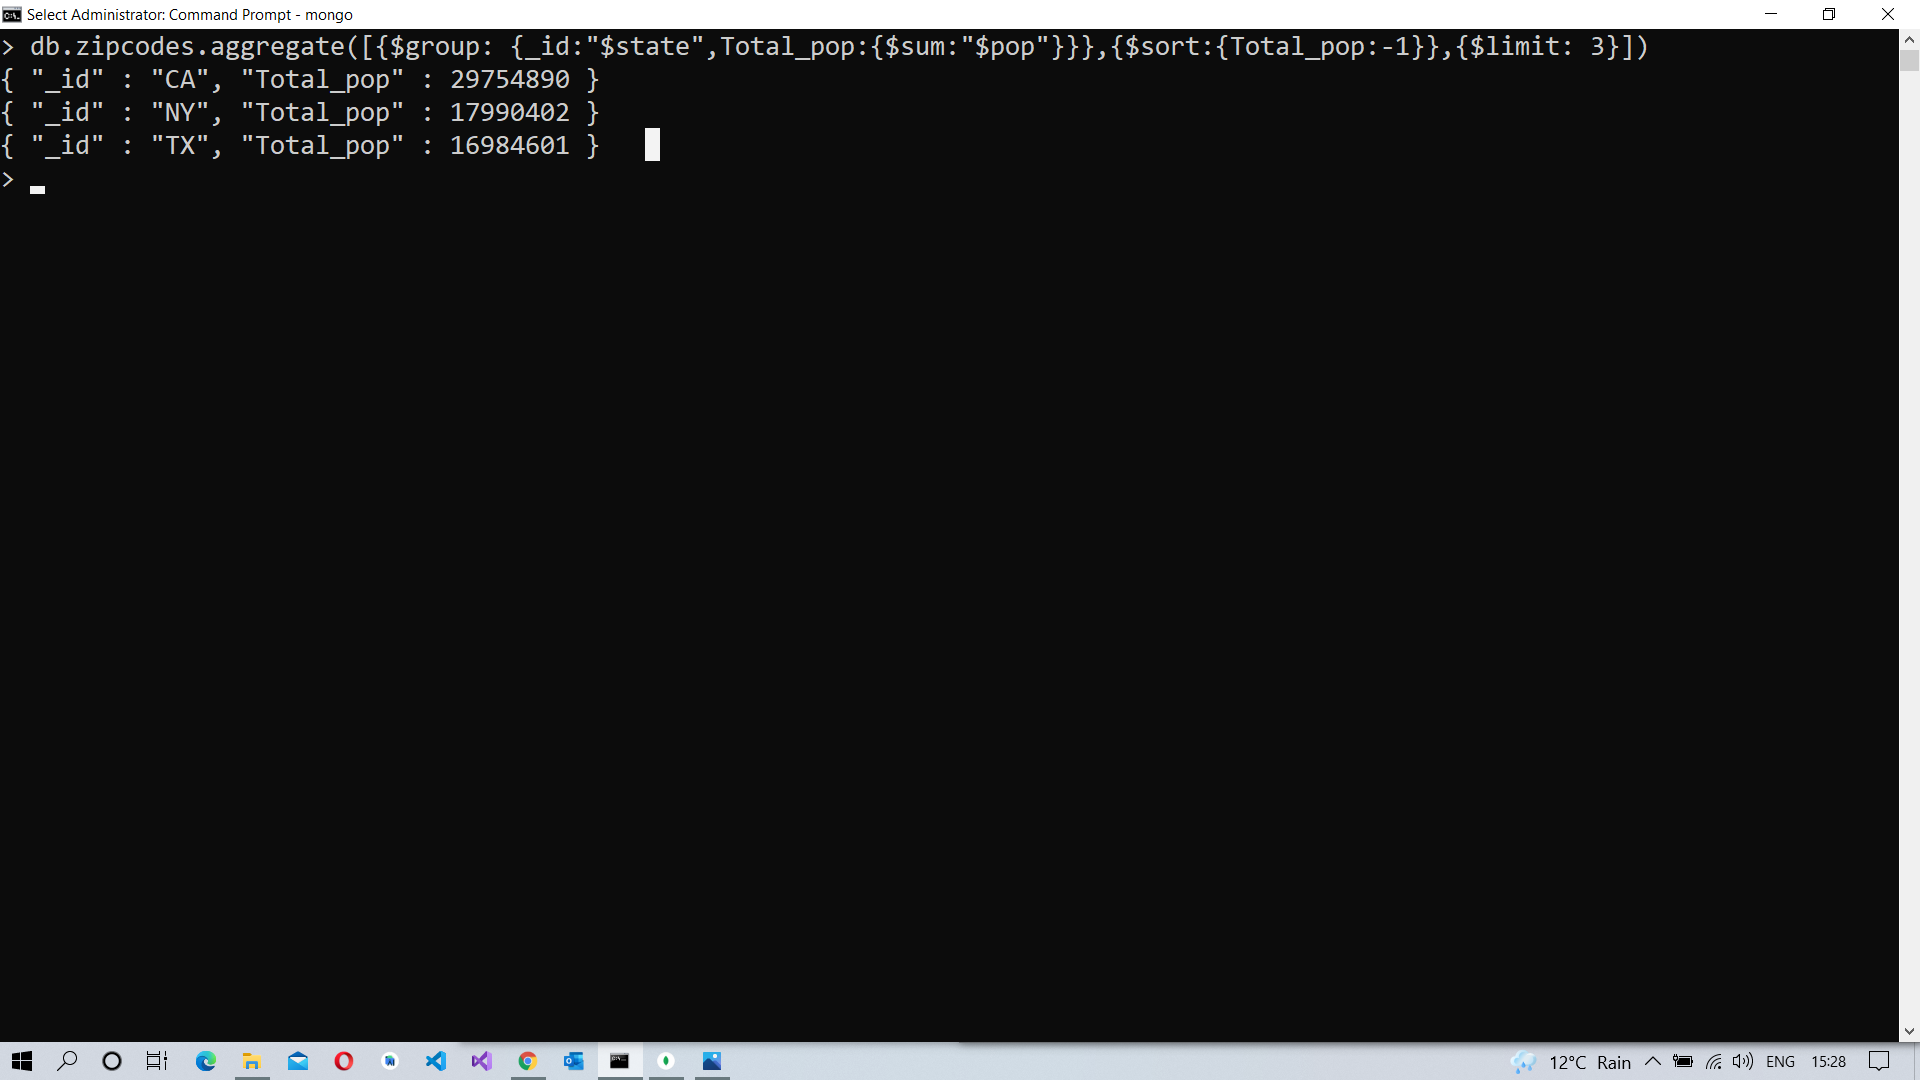 Select Administrator: Command Prompt - mongo
> db.zipcodes.aggregate([{$group: {_id:"$state",Total_pop:{$sum:"$pop"}}},{$sort:{Total_pop:-1}},{$limit: 3}])
{ "_id" : "CA", "Total_pop" : 29754890 }
{ "_id" : "NY", "Total_pop" : 17990402 }
{ "_id" : "TX", "Total_pop" : 16984601 }
>
12°C Rain ENG 15:28